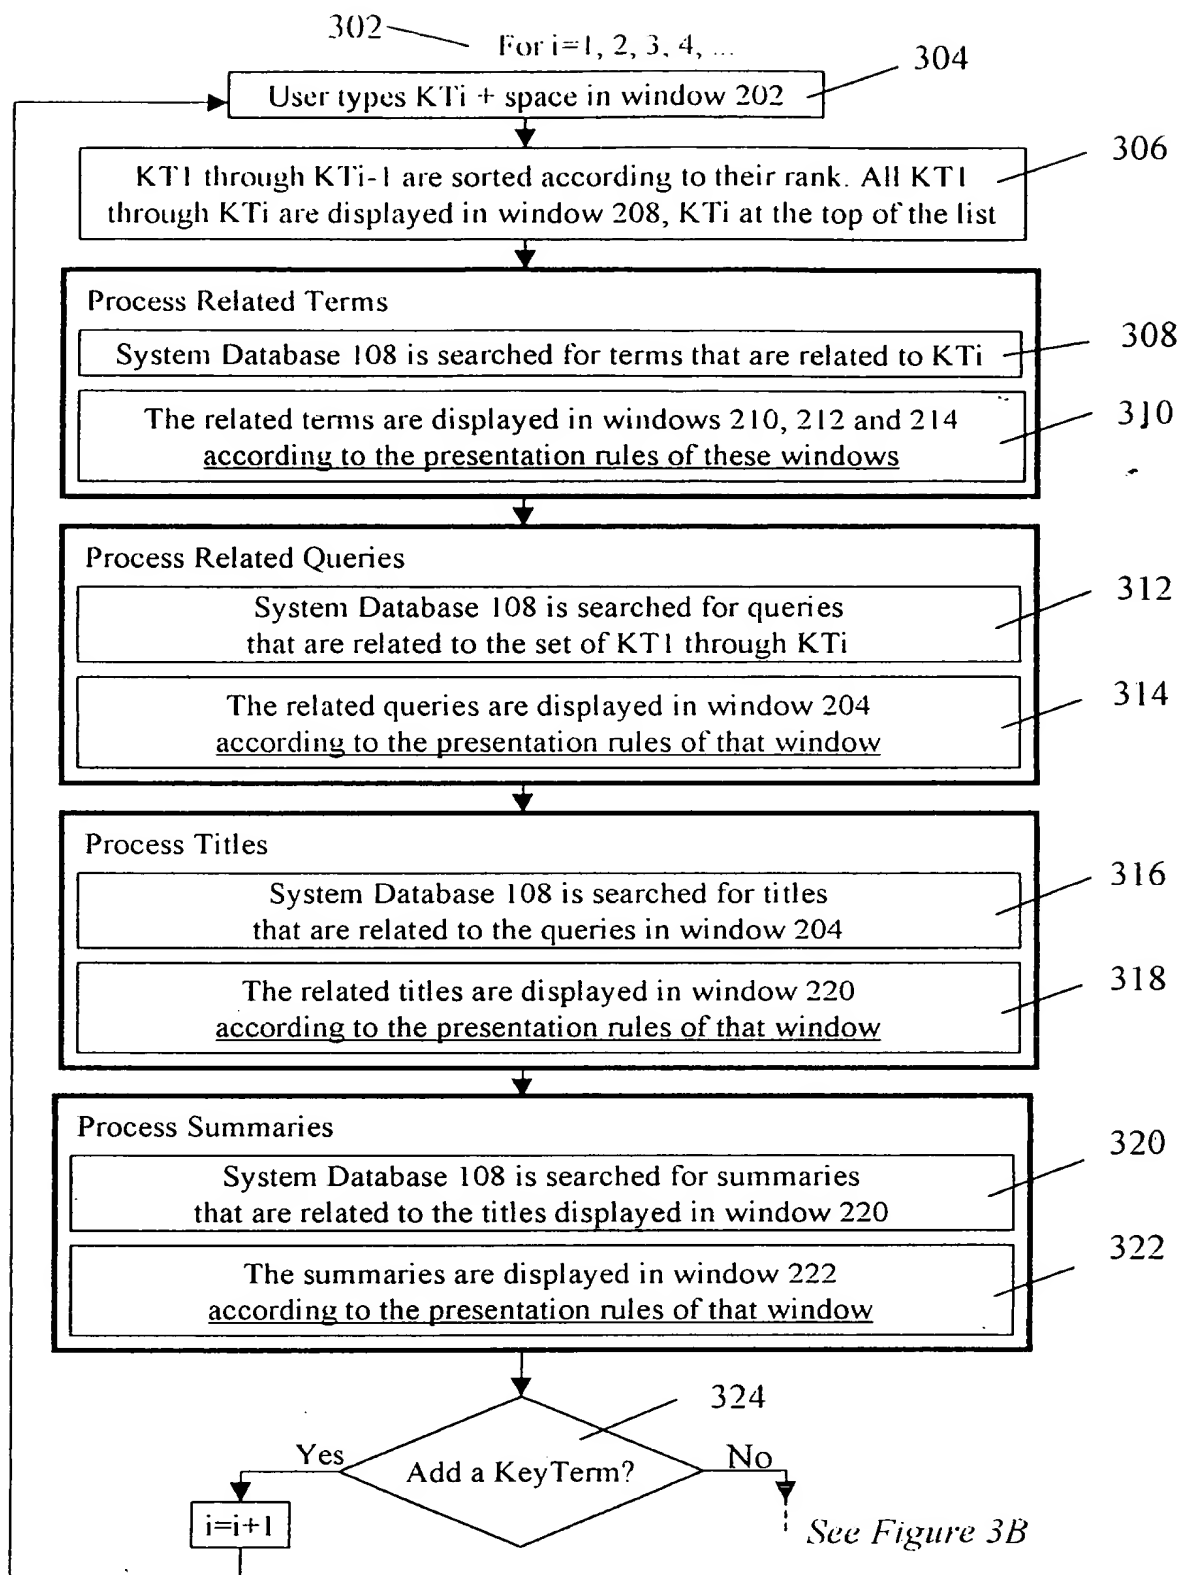 302
For i=1, 2, 3, 4, ...
304
User types KTi + space in window 202
306
KT1 through KTi-1 are sorted according to their rank. All KT1
through KTi are displayed in window 208, KTi at the top of the list
Process Related Terms
308
System Database 108 is searched for terms that are related to KTi
310
The related terms are displayed in windows 210, 212 and 214
according to the presentation rules of these windows
Process Related Queries
312
System Database 108 is searched for queries
that are related to the set of KT1 through KTi
314
The related queries are displayed in window 204
according to the presentation rules of that window
Process Titles
316
System Database 108 is searched for titles
that are related to the queries in window 204
318
The related titles are displayed in window 220
according to the presentation rules of that window
Process Summaries
320
System Database 108 is searched for summaries
that are related to the titles displayed in window 220
322
The summaries are displayed in window 222
according to the presentation rules of that window
324
Yes
Add a KeyTerm?
No
i=i+1
See Figure 3B